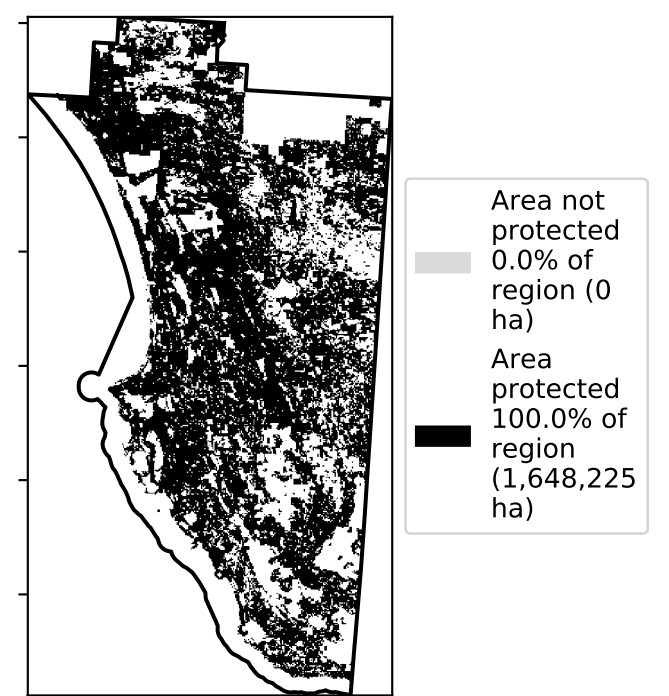 Area not
protected
0.0% of
region (0
ha)
Area
protected
100.0% of
region
(1,648,225
ha)